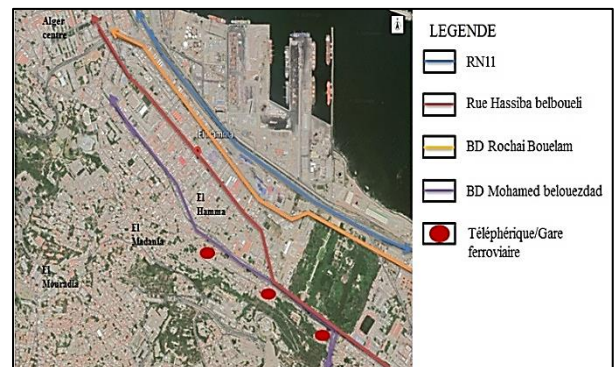 Alger
centre
El
Hamma
El
Madania
El
Mouradia
LEGENDE
RN11
Rue Hassiba belboueli
BD Rochai Bouelam
BD Mohamed belouezdad
Téléphérique/Gare
ferroviaire